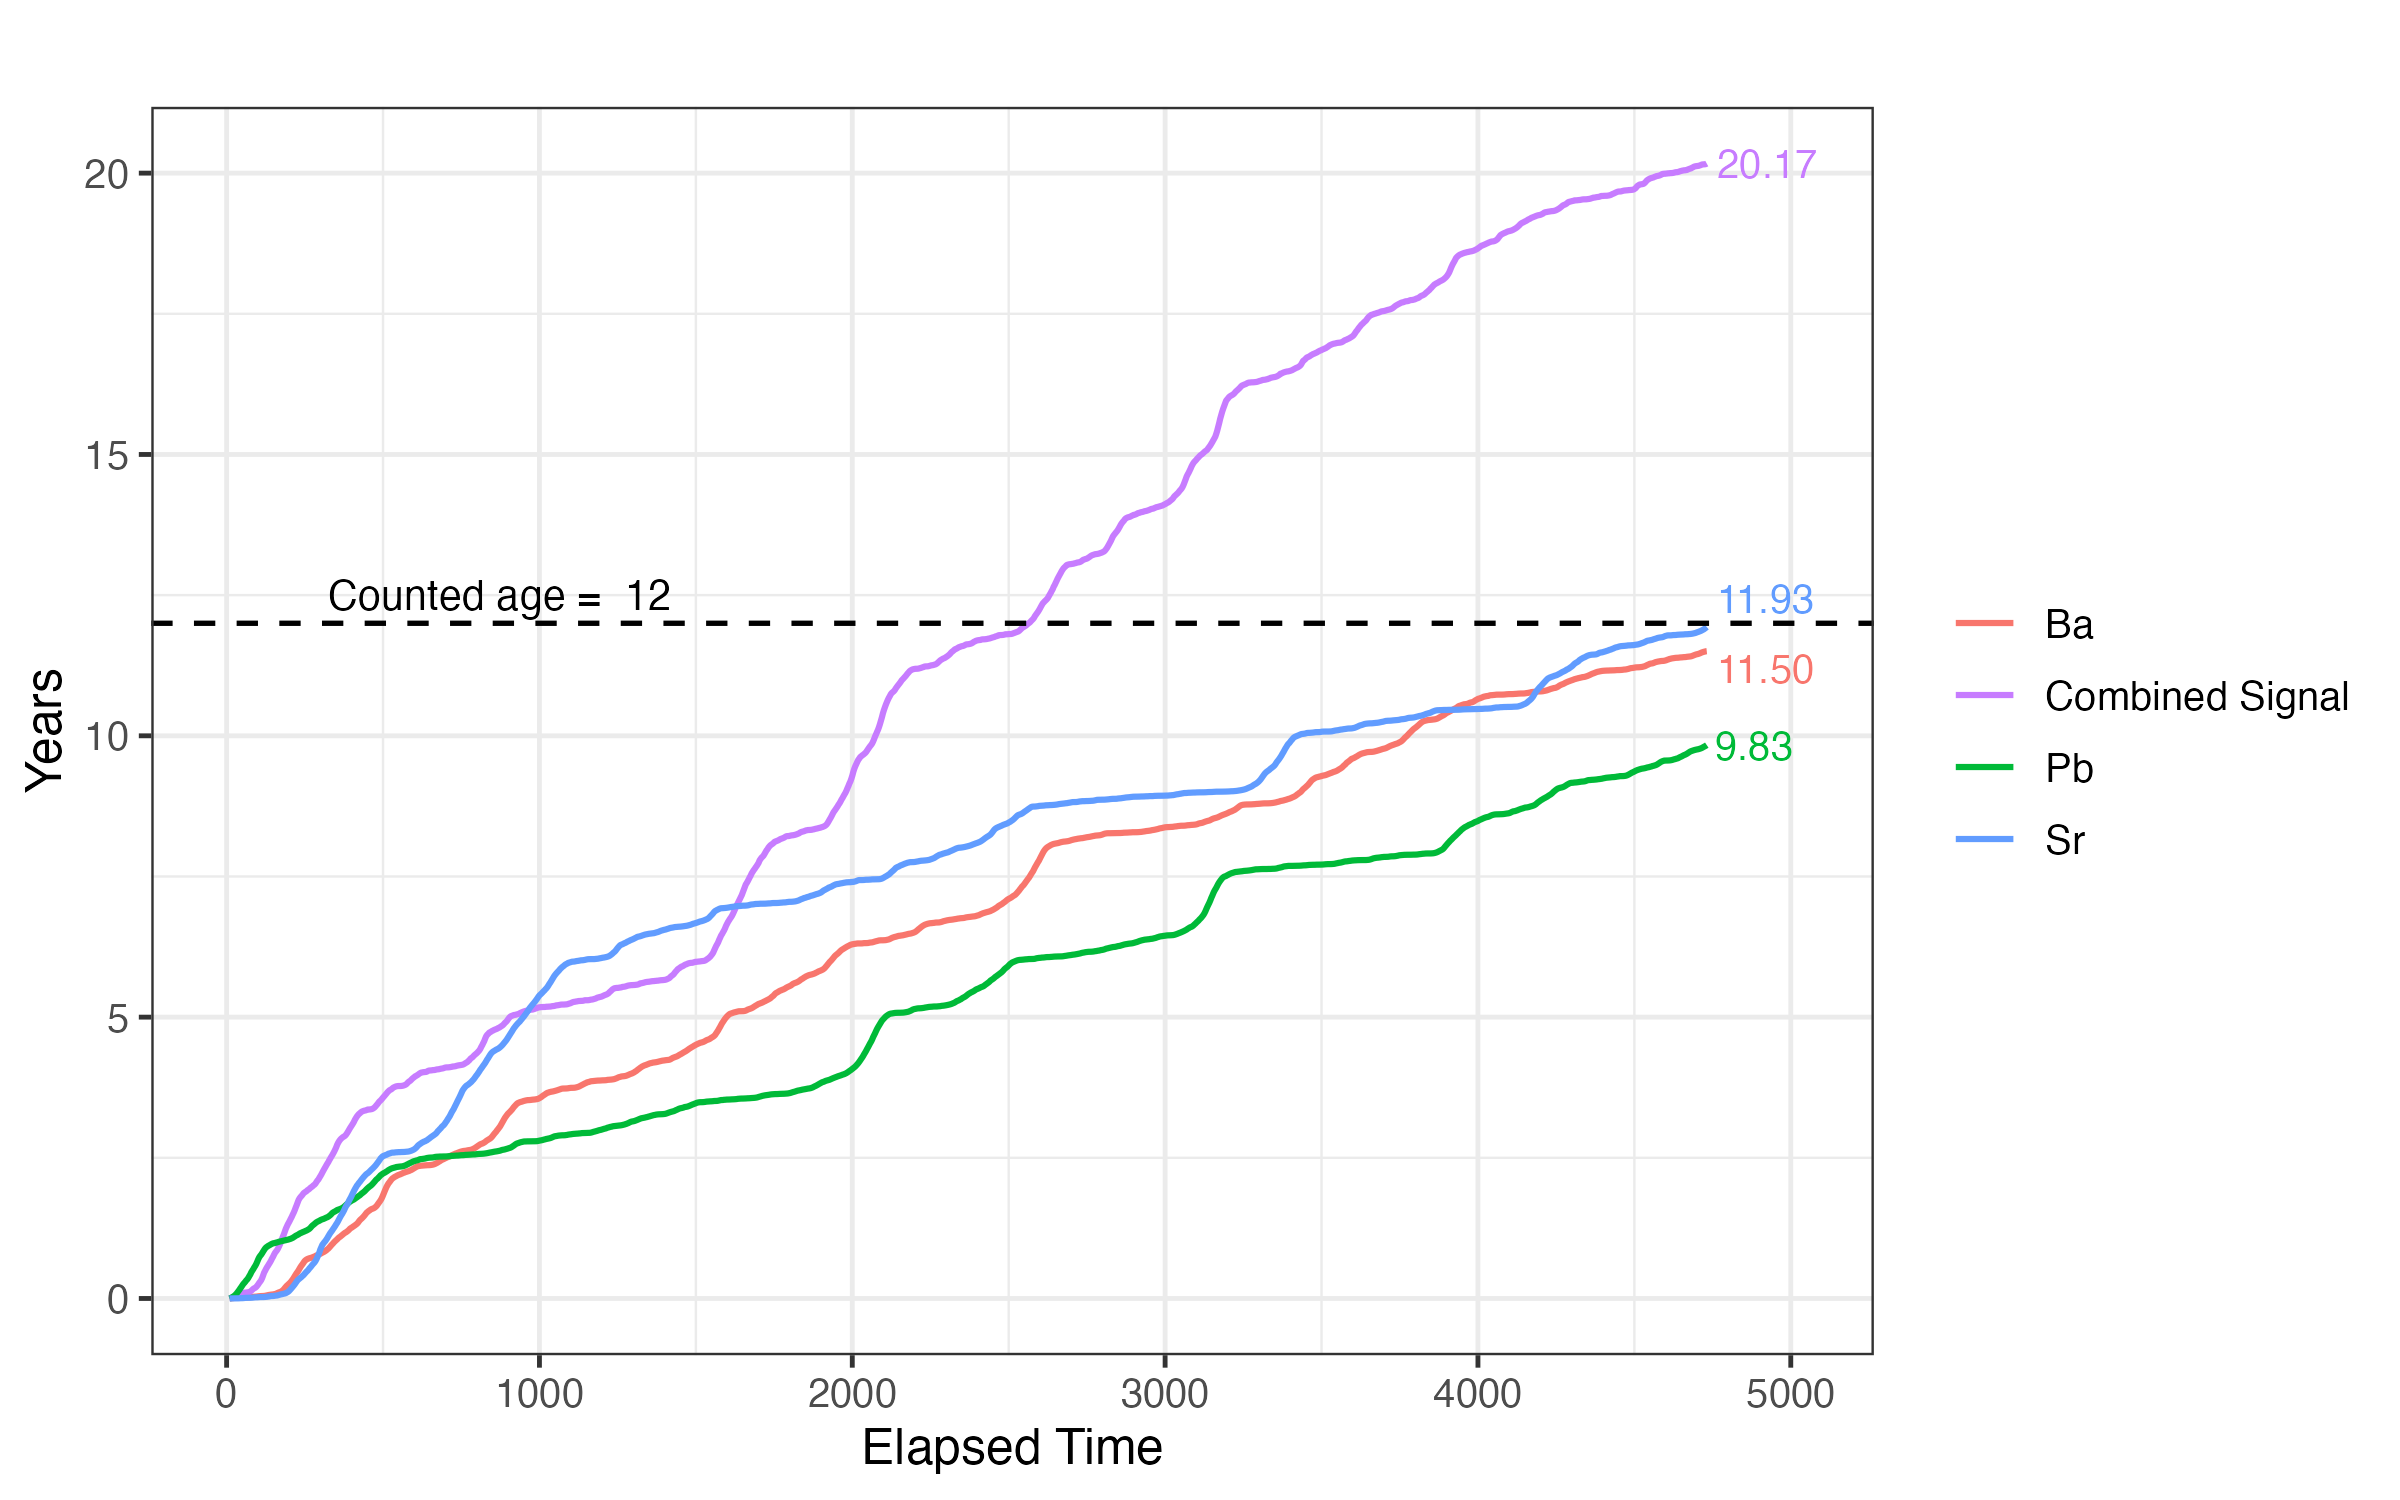 20
15
10
5
0
Years
Counted age =  12
20.17
11.93
11.50
9.83
0
1000
2000
3000
4000
5000
Elapsed Time
Ba
Combined Signal
Pb
Sr